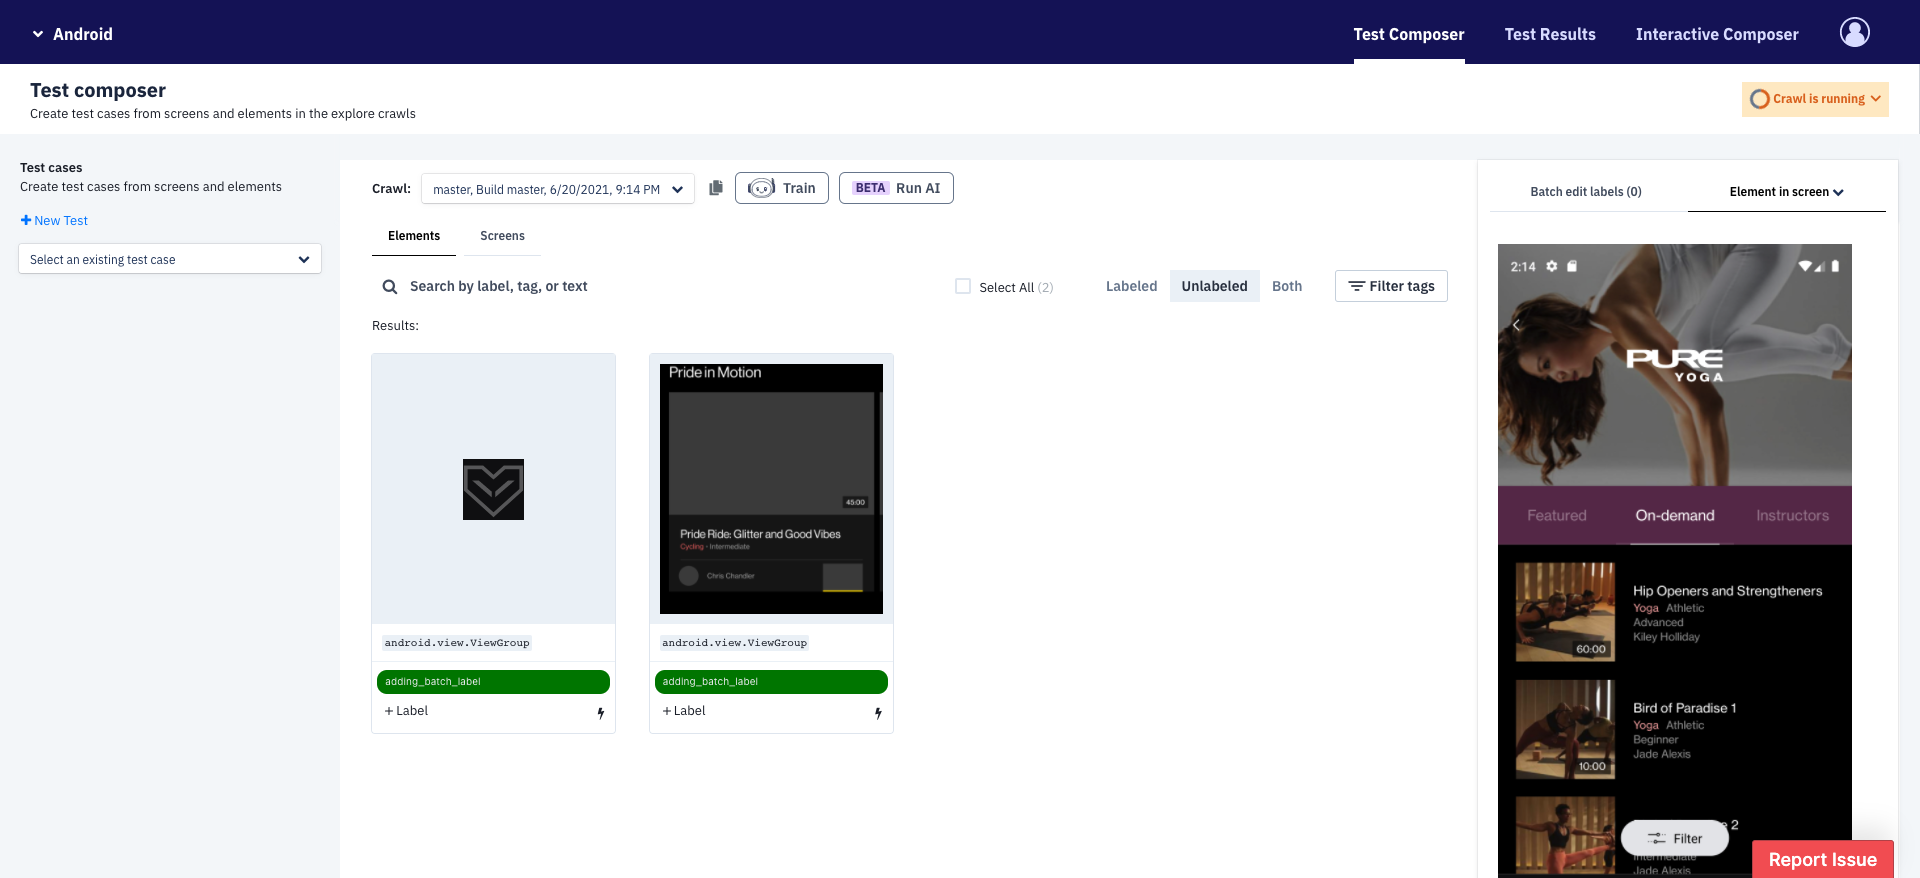 Android
Test Composer
Test Results
Interactive Composer
Test composer
Create test cases from screens and elements in the explore crawls
Crawl is running
Test cases
Create test cases from screens and elements
New Test
Select an existing test case
Crawl:
master, Build master, 6/20/2021, 9:14 PM
Train
BETA Run AI
Elements
Screens
Search by label, tag, or text
Select All (2)
Labeled
Unlabeled
Both
Filter tags
Results:
android.view.ViewGroup
adding_batch_label
+ Label
Pride in Motion
45:00
Pride Ride: Glitter and Good Vibes
Cycling - Intermediate
Chris Chandler
android.view.ViewGroup
adding_batch_label
+ Label
Batch edit labels (0)
Element in screen
2:14
PURE
YOGA
Featured
On-demand
Instructors
Hip Openers and Strengtheners
Yoga Athletic
Advanced
Kiley Holliday
60:00
Bird of Paradise 1
Yoga Athletic
Beginner
Jade Alexis
10:00
2
Filter
Intermediate
Jade Alexis
Report Issue